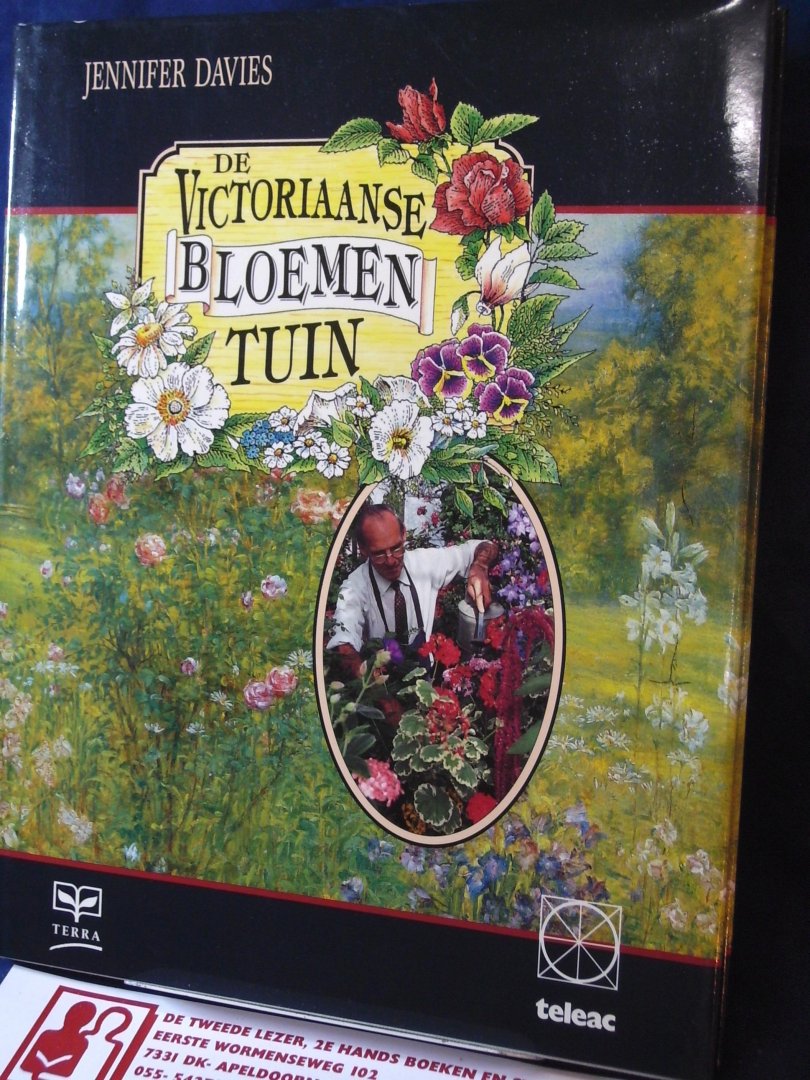 JENNIFER DAVIES
DE
VICTORIAANSE
BLOEMEN
TUIN
TERRA
teleac
DE TWEEDE LEZER, 2E HANDS BOEKEN EN
EERSTE WORMENSEWEG 102
7331 DK- APELDOORN
055-